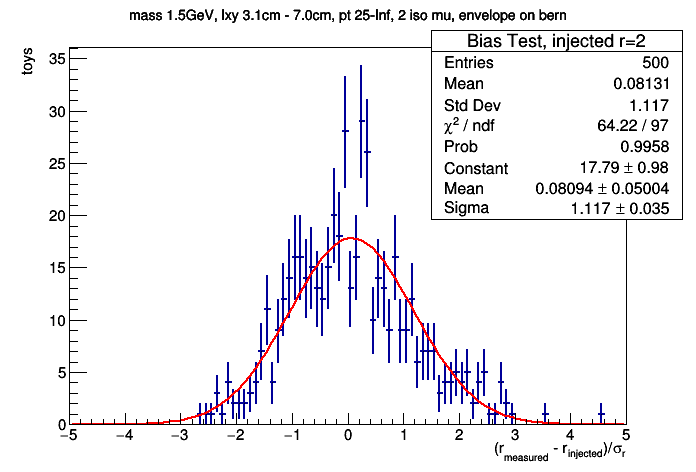 mass 1.5GeV, lxy 3.1cm - 7.0cm, pt 25-Inf, 2 iso mu, envelope on bern
toys
Bias Test, injected r=2
Entries 500
Mean 0.08131
Std Dev 1.117
χ² / ndf 64.22 / 97
Prob 0.9958
Constant 17.79 ± 0.98
Mean 0.08094 ± 0.05004
Sigma 1.117 ± 0.035
35
30
25
20
15
10
5
0
−5 −4 −3 −2 −1 0 1 2 3 4 5
(r_measured - r_injected)/σ_r